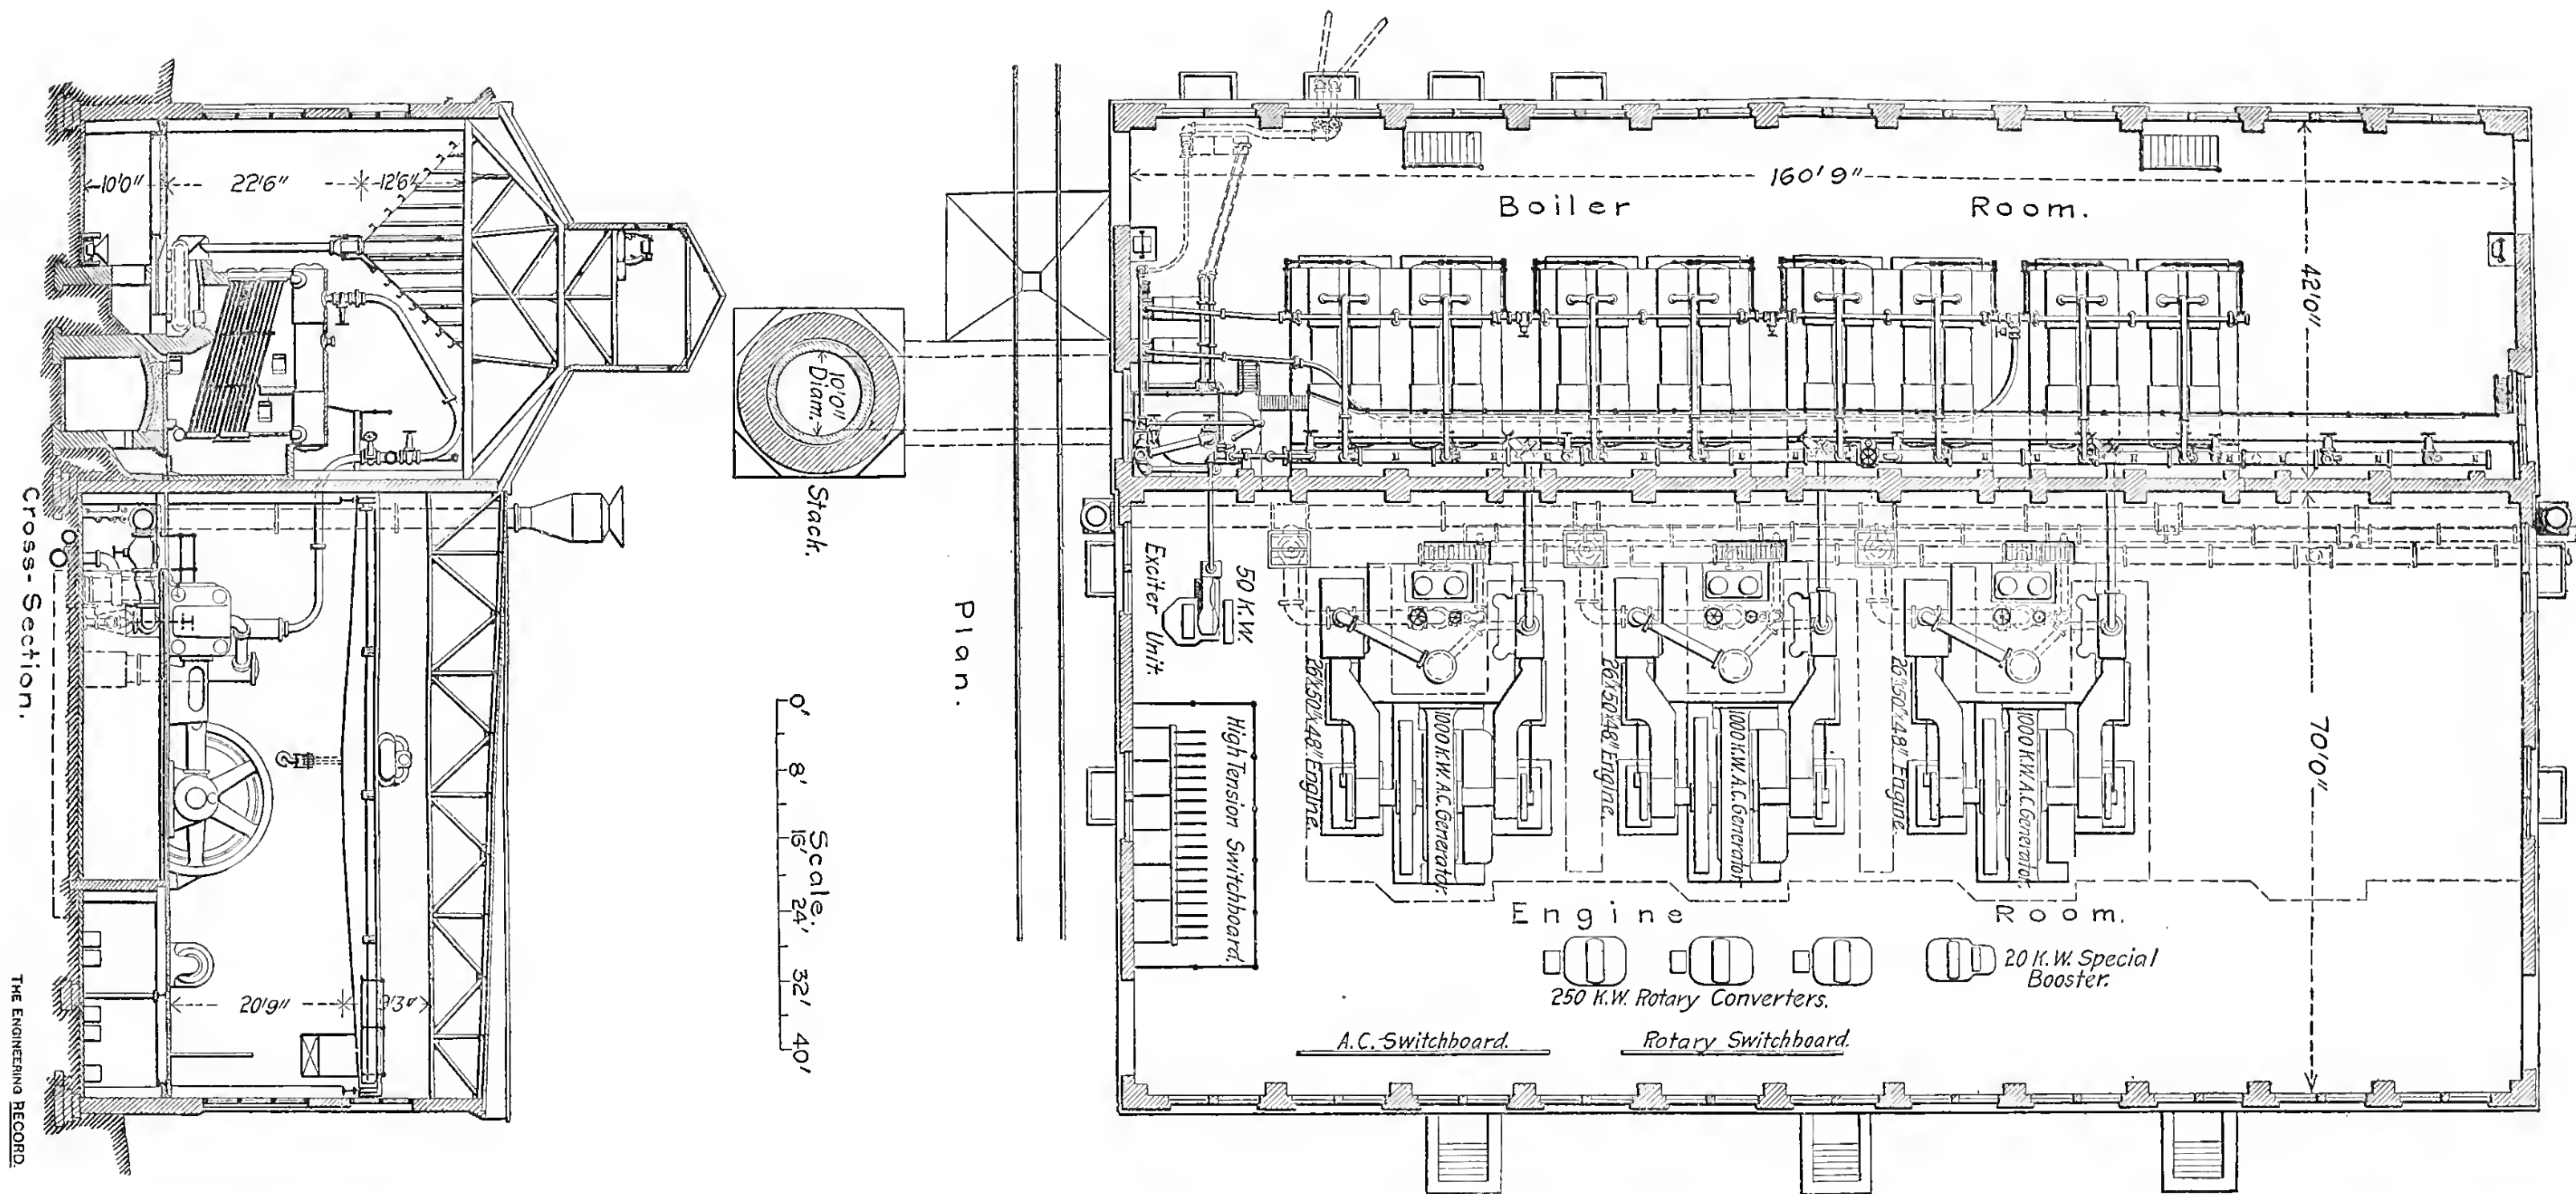 10'0"
22'6"
12'6"
20'9"
9'3"
Cross-Section.
THE ENGINEERING RECORD.
10'0"
Diam.
Stack.
Plan.
0'
8'
16'
24'
32'
40'
Scale.
160'9"
Boiler Room.
42'0"
50 K.W.
Exciter Unit.
High Tension Switchboard.
26"x50"x48" Engine.
1000 K.W. A.C. Generator.
26"x50"x48" Engine.
1000 K.W. A.C. Generator
26"x50"x48" Engine.
1000 K.W. A.C. Generator.
70'0"
Engine Room.
250 K.W. Rotary Converters.
20 K.W. Special
Booster.
A.C. Switchboard.
Rotary Switchboard.